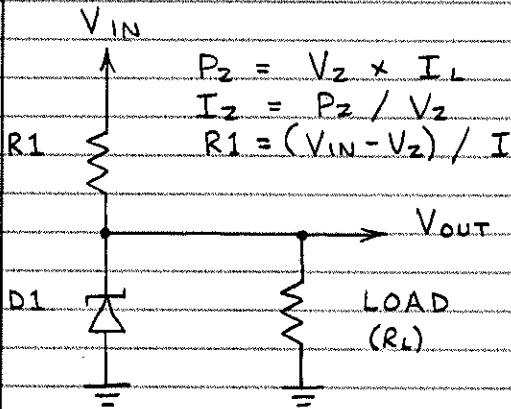 VIN
PZ = VZ x IL
IZ = PZ / VZ
R1 = (VIN - VZ) / I
R1
VOUT
D1
LOAD
(RL)